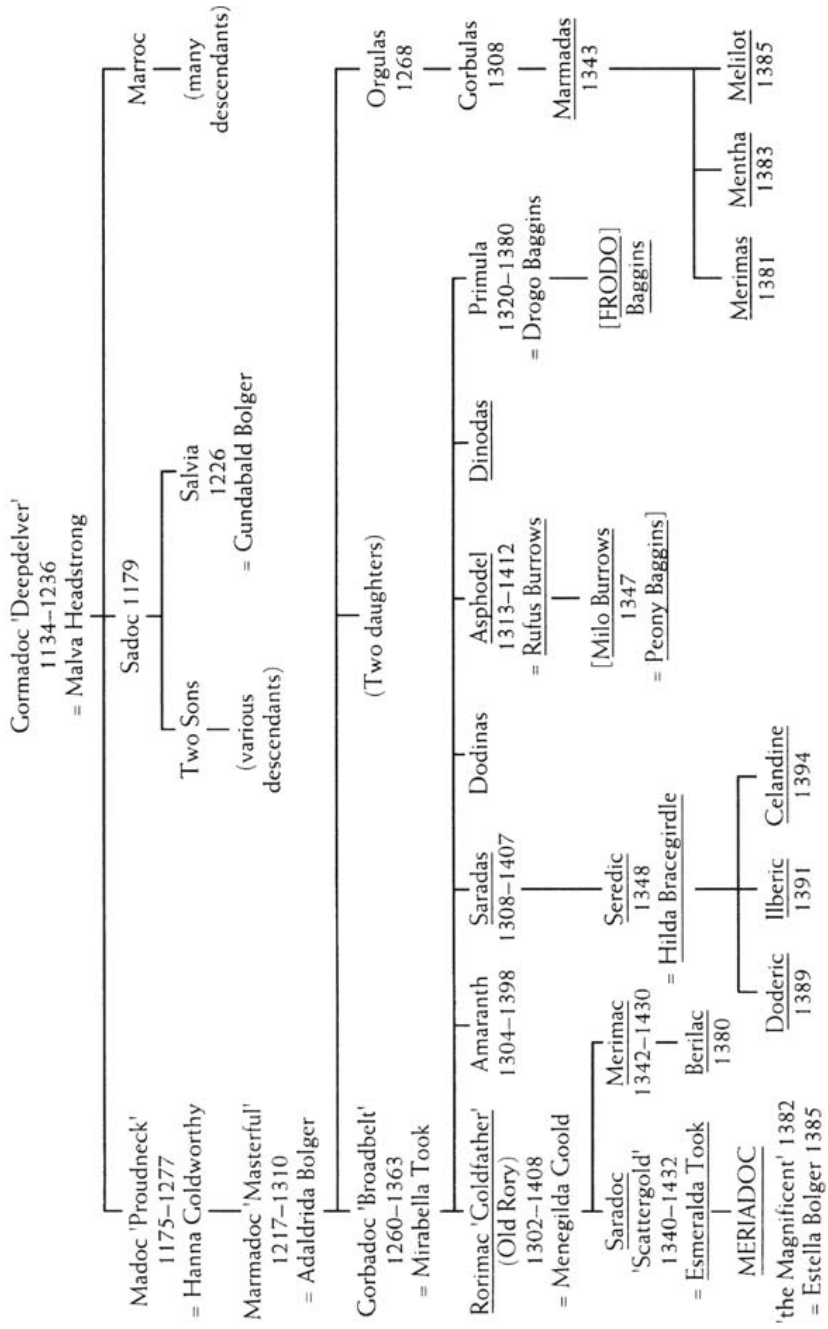 Gormadoc 'Deepdelver'
1134–1236
= Malva Headstrong
Madoc 'Proudneck'
1175–1277
= Hanna Goldworthy
Sadoc 1179
Marroc
(many
descendants)
Two Sons
(various
descendants)
Salvia
1226
= Gundabald Bolger
Marmadoc 'Masterful'
1217–1310
= Adaldrida Bolger
Gorbadoc 'Broadbelt'
1260–1363
= Mirabella Took
(Two daughters)
Orgulas
1268
Gorbulas
1308
Marmadas
1343
Rorimac 'Goldfather'
(Old Rory)
1302–1408
= Menegilda Goold
Amaranth
1304–1398
Saradas
1308–1407
Dodinas
Asphodel
1313–1412
= Rufus Burrows
Dinodas
Primula
1320–1380
= Drogo Baggins
Saradoc
'Scattergold'
1340–1432
= Esmeralda Took
Merimac
1342–1430
Seredic
1348
= Hilda Bracegirdle
[Milo Burrows
1347
= Peony Baggins]
[FRODO]
Baggins
MERIADOC
'the Magnificent' 1382
= Estella Bolger 1385
Berilac
1380
Doderic
1389
Ilberic
1391
Celandine
1394
Merimas
1381
Mentha
1383
Melilot
1385